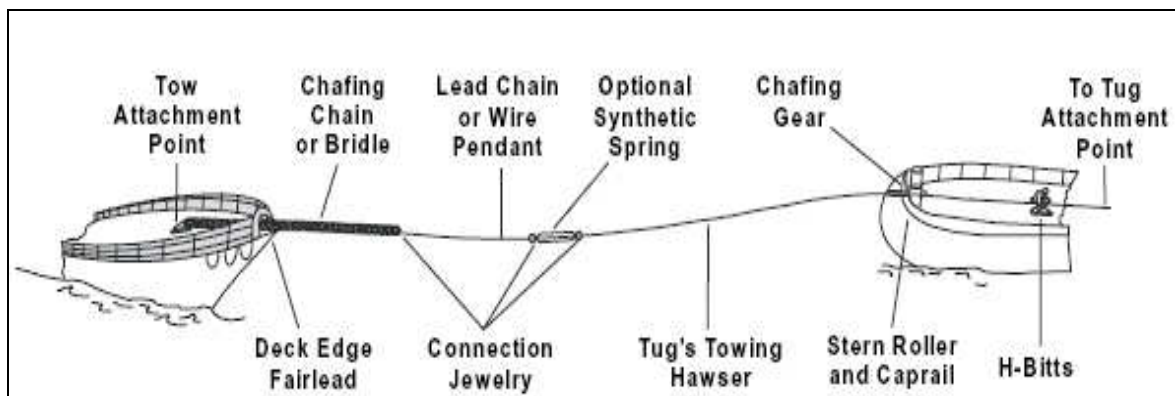 Tow
Attachment
Point
Chafing
Chain
or Bridle
Lead Chain
or Wire
Pendant
Optional
Synthetic
Spring
Chafing
Gear
To Tug
Attachment
Point
Deck Edge
Fairlead
Connection
Jewelry
Tug's Towing
Hawser
Stern Roller
and Caprail
H-Bitts